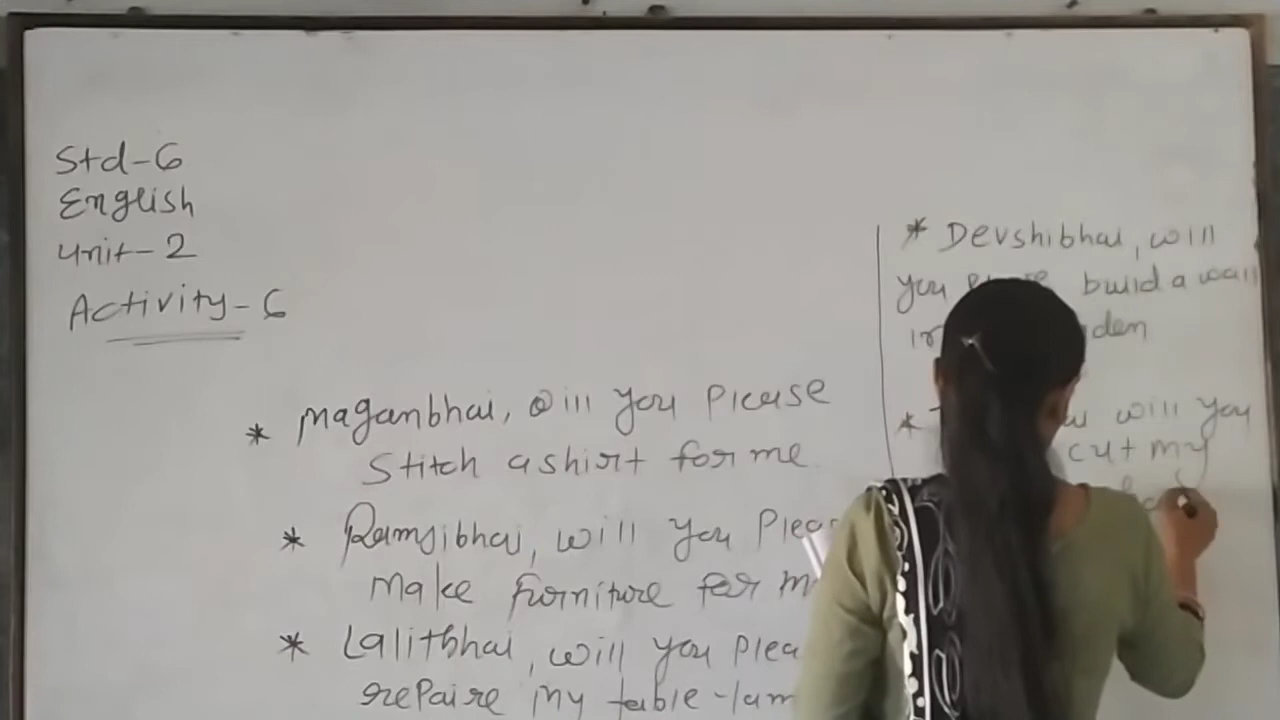 Std-6
English
Unit-2
Activity-6
* Maganbhai, will you Please
Stitch a shirt for me
* Ramjibhai, will you
Make furniture for
* Lalitbhai, will you
repaire my table-
* Devshibhai, will
you build a wall
* will you
cut my